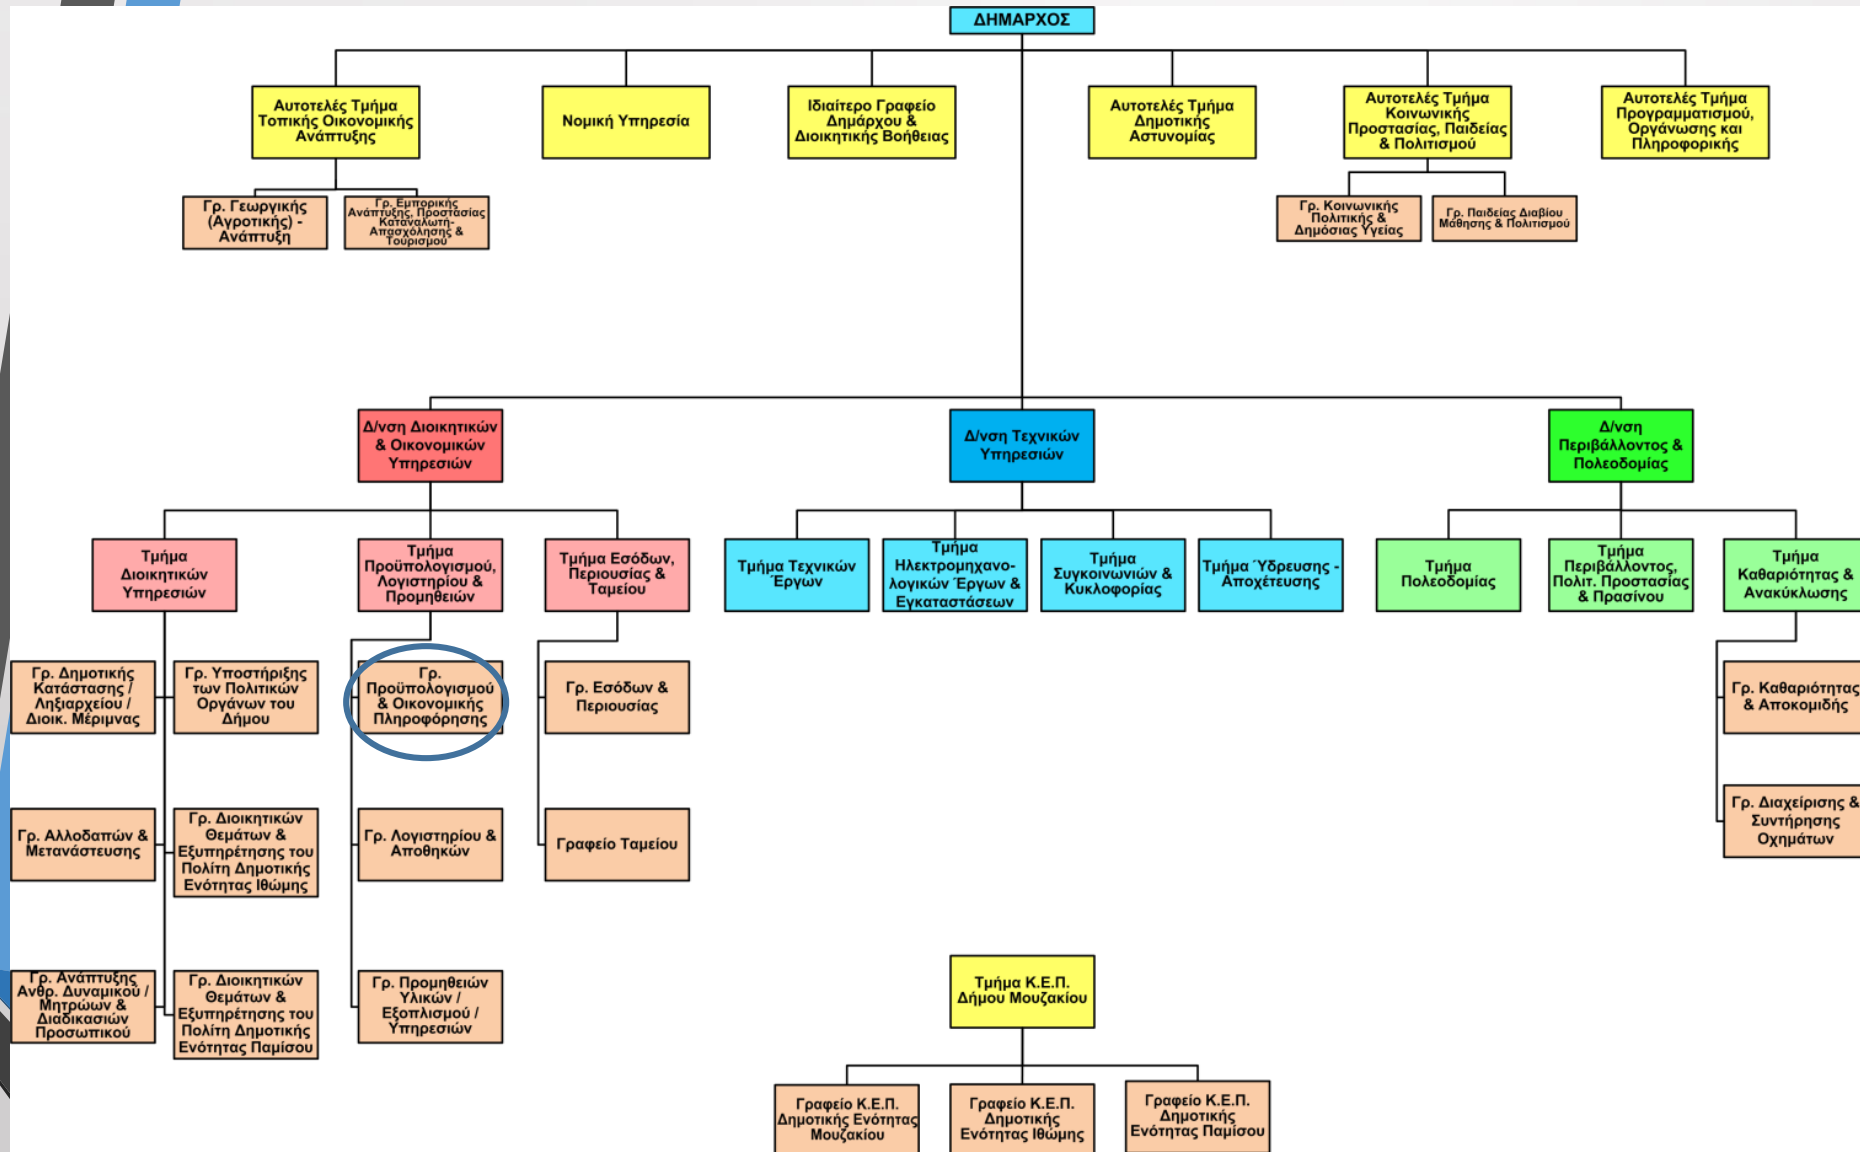 ΔΗΜΑΡΧΟΣ
Αυτοτελές Τμήμα
Τοπικής Οικονομικής
Ανάπτυξης
Νομική Υπηρεσία
Ιδιαίτερο Γραφείο
Δημάρχου &
Διοικητικής Βοήθειας
Αυτοτελές Τμήμα
Δημοτικής
Αστυνομίας
Αυτοτελές Τμήμα
Κοινωνικής
Προστασίας, Παιδείας
& Πολιτισμού
Αυτοτελές Τμήμα
Προγραμματισμού,
Οργάνωσης και
Πληροφορικής
Γρ. Γεωργικής
(Αγροτικής) -
Ανάπτυξη
Γρ. Εμπορικής
Ανάπτυξης, Προστασίας
Καταναλωτή-
Απασχόλησης &
Τουρισμού
Γρ. Κοινωνικής
Πολιτικής &
Δημόσιας Υγείας
Γρ. Παιδείας Διαβίου
Μάθησης & Πολιτισμού
Δ/νση Διοικητικών
& Οικονομικών
Υπηρεσιών
Δ/νση Τεχνικών
Υπηρεσιών
Δ/νση
Περιβάλλοντος &
Πολεοδομίας
Τμήμα
Διοικητικών
Υπηρεσιών
Τμήμα
Προϋπολογισμού,
Λογιστηρίου &
Προμηθειών
Τμήμα Εσόδων,
Περιουσίας &
Ταμείου
Τμήμα Τεχνικών
Έργων
Τμήμα
Ηλεκτρομηχανο-
λογικών Έργων &
Εγκαταστάσεων
Τμήμα
Συγκοινωνιών &
Κυκλοφορίας
Τμήμα Ύδρευσης -
Αποχέτευσης
Τμήμα
Πολεοδομίας
Τμήμα
Περιβάλλοντος,
Πολιτ. Προστασίας
& Πρασίνου
Τμήμα
Καθαριότητας &
Ανακύκλωσης
Γρ. Δημοτικής
Κατάστασης /
Ληξιαρχείου /
Διοικ. Μέριμνας
Γρ. Υποστήριξης
των Πολιτικών
Οργάνων του
Δήμου
Γρ.
Προϋπολογισμού
& Οικονομικής
Πληροφόρησης
Γρ. Εσόδων &
Περιουσίας
Γρ. Καθαριότητας
& Αποκομιδής
Γρ. Αλλοδαπών &
Μετανάστευσης
Γρ. Διοικητικών
Θεμάτων &
Εξυπηρέτησης του
Πολίτη Δημοτικής
Ενότητας Ιθώμης
Γρ. Λογιστηρίου &
Αποθηκών
Γραφείο Ταμείου
Γρ. Διαχείρισης &
Συντήρησης
Οχημάτων
Γρ. Ανάπτυξης
Ανθρ. Δυναμικού /
Μητρώων &
Διαδικασιών
Προσωπικού
Γρ. Διοικητικών
Θεμάτων &
Εξυπηρέτησης του
Πολίτη Δημοτικής
Ενότητας Παμίσου
Γρ. Προμηθειών
Υλικών /
Εξοπλισμού /
Υπηρεσιών
Τμήμα Κ.Ε.Π.
Δήμου Μουζακίου
Γραφείο Κ.Ε.Π.
Δημοτικής Ενότητας
Μουζακίου
Γραφείο Κ.Ε.Π.
Δημοτικής
Ενότητας Ιθώμης
Γραφείο Κ.Ε.Π.
Δημοτικής
Ενότητας Παμίσου